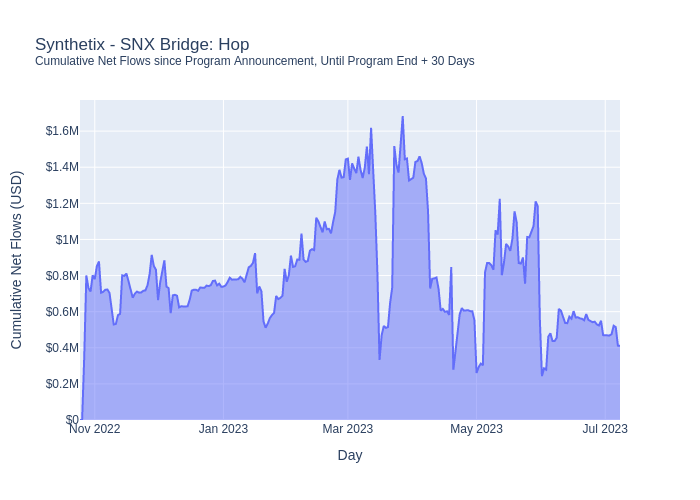 Synthetix - SNX Bridge: Hop
Cumulative Net Flows since Program Announcement, Until Program End + 30 Days
Cumulative Net Flows (USD)
$1.6M
$1.4M
$1.2M
$1M
$0.8M
$0.6M
$0.4M
$0.2M
$0
Nov 2022
Jan 2023
Mar 2023
May 2023
Jul 2023
Day